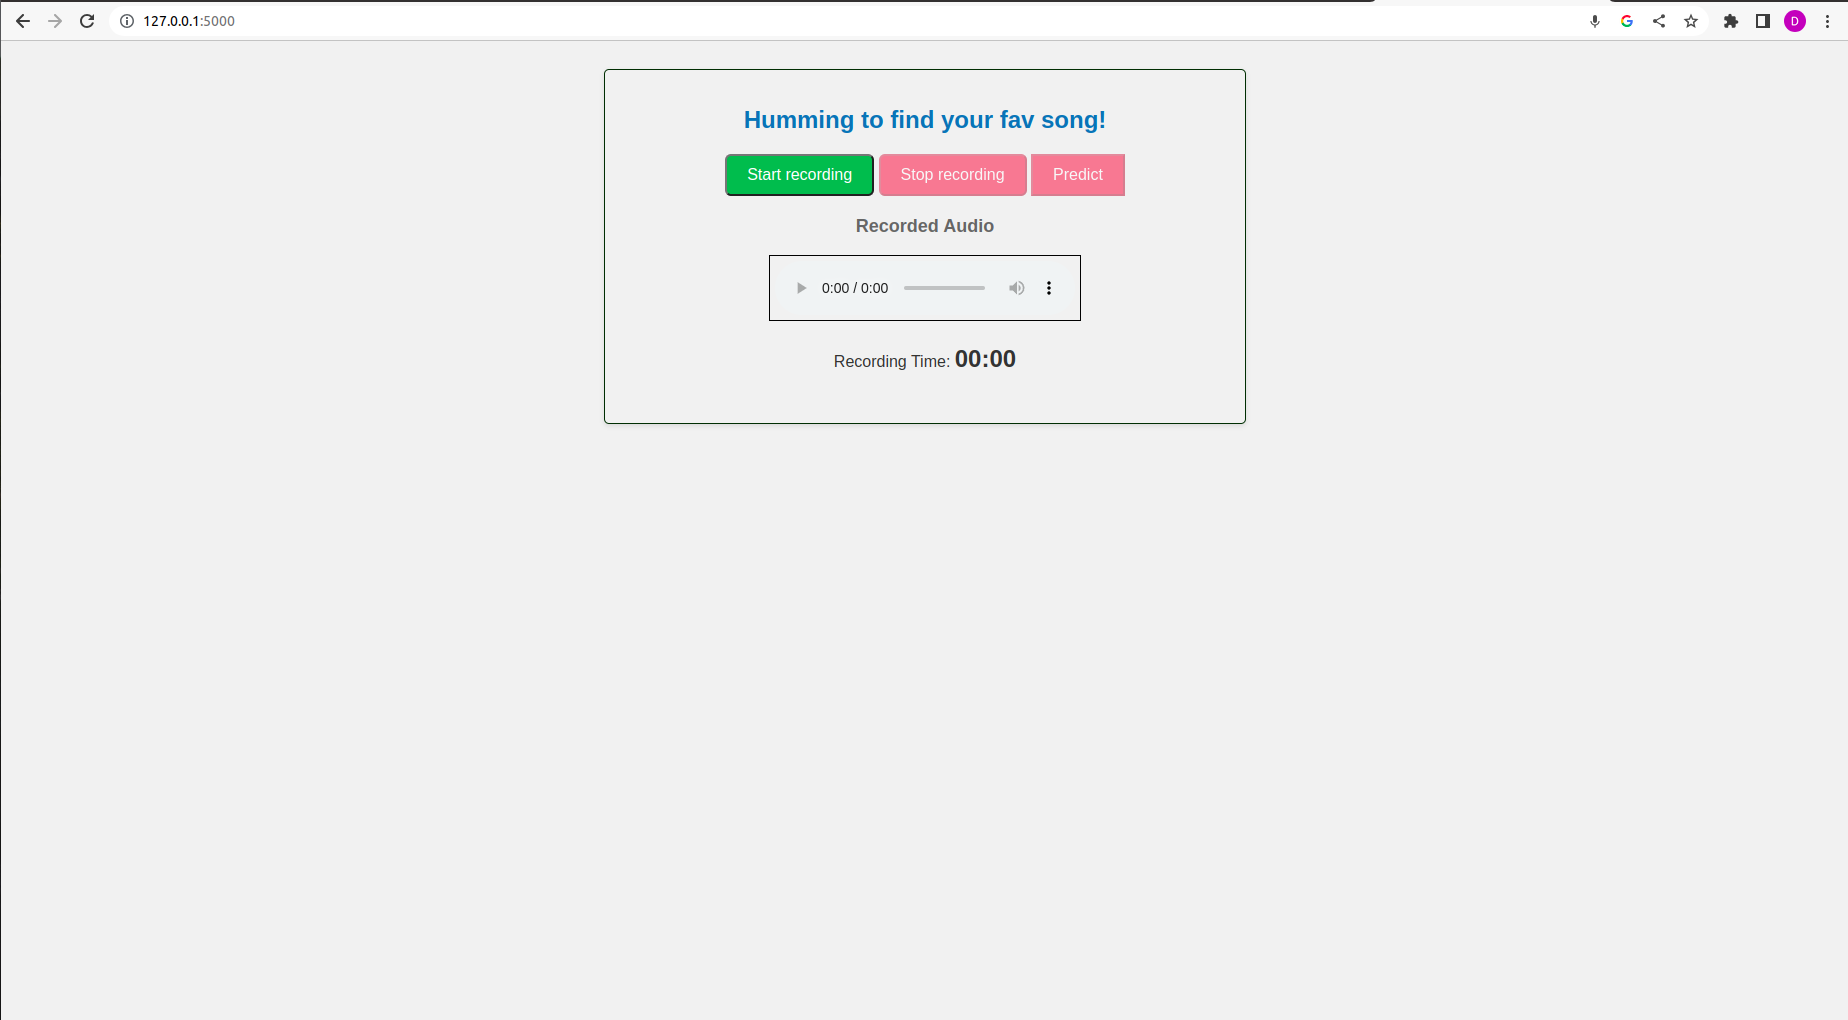 127.0.0.1:5000
D
Humming to find your fav song!
Start recording Stop recording Predict
Recorded Audio
0:00 / 0:00
Recording Time: 00:00